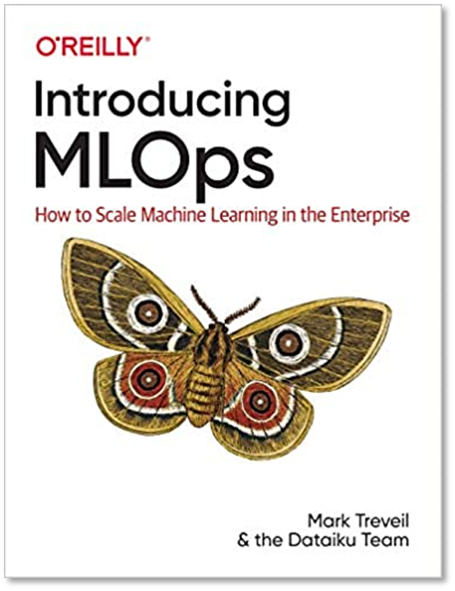 O'REILLY®
Introducing
MLOps
How to Scale Machine Learning in the Enterprise
Mark Treveil
& the Dataiku Team